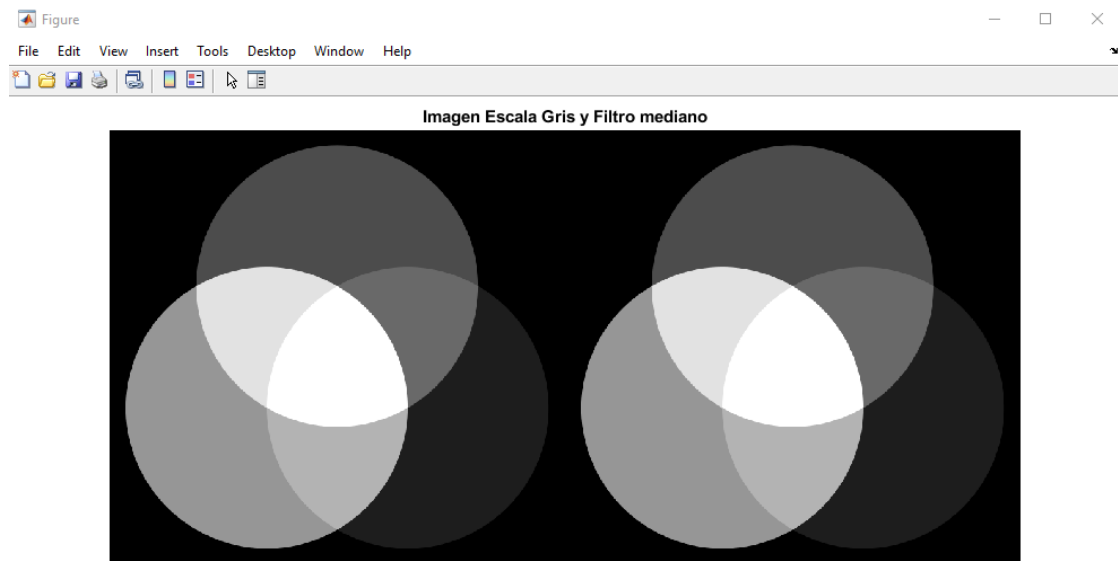 Figure
File Edit View Insert Tools Desktop Window Help
Imagen Escala Gris y Filtro mediano